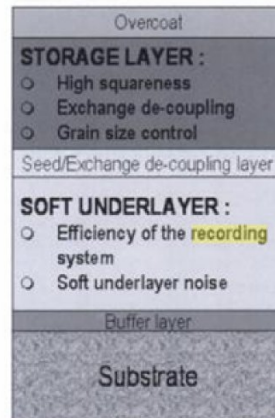 Overcoat
STORAGE LAYER :
○ High squareness
○ Exchange de-coupling
○ Grain size control
Seed/Exchange de-coupling layer
SOFT UNDERLAYER :
○ Efficiency of the recording
system
○ Soft underlayer noise
Buffer layer
Substrate